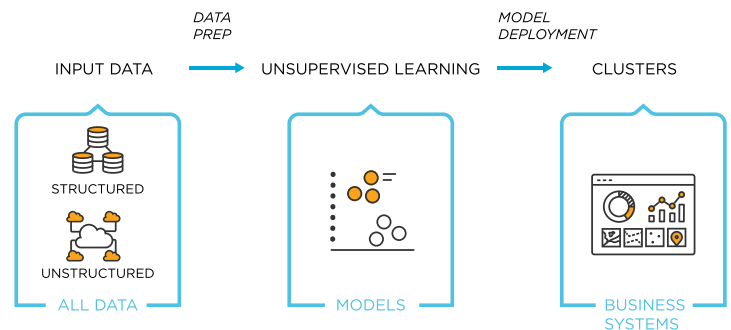 DATA
PREP
MODEL
DEPLOYMENT
INPUT DATA
UNSUPERVISED LEARNING
CLUSTERS
STRUCTURED
UNSTRUCTURED
ALL DATA
MODELS
BUSINESS
SYSTEMS